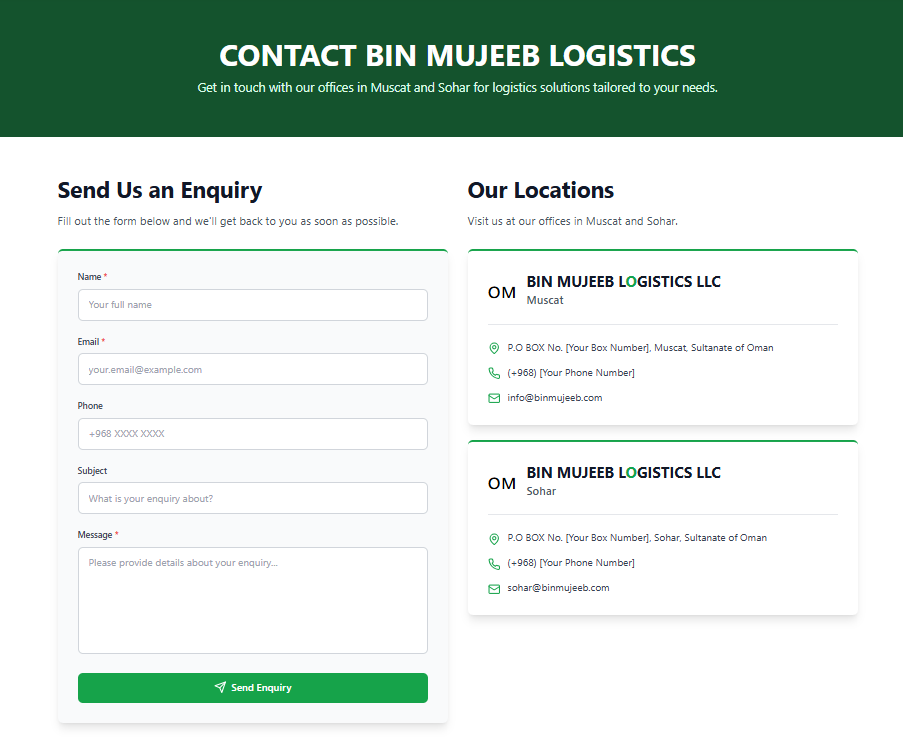 CONTACT BIN MUJEEB LOGISTICS
Get in touch with our offices in Muscat and Sohar for logistics solutions tailored to your needs.
Send Us an Enquiry
Fill out the form below and we'll get back to you as soon as possible.
Name *
Your full name
Email *
your.email@example.com
Phone
+968 XXXX XXXX
Subject
What is your enquiry about?
Message *
Please provide details about your enquiry...
Send Enquiry
Our Locations
Visit us at our offices in Muscat and Sohar.
OM
BIN MUJEEB LOGISTICS LLC
Muscat
P.O BOX No. [Your Box Number], Muscat, Sultanate of Oman
(+968) [Your Phone Number]
info@binmujeeb.com
OM
BIN MUJEEB LOGISTICS LLC
Sohar
P.O BOX No. [Your Box Number], Sohar, Sultanate of Oman
(+968) [Your Phone Number]
sohar@binmujeeb.com